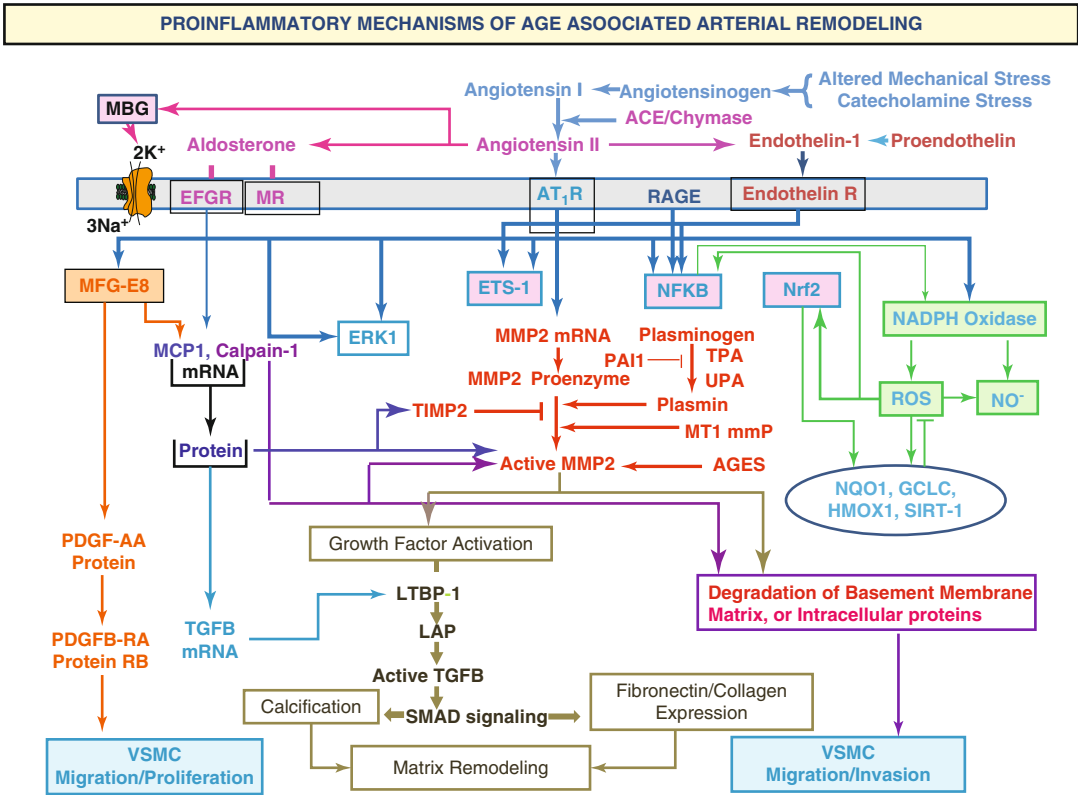 PROINFLAMMATORY MECHANISMS OF AGE ASOOCIATED ARTERIAL REMODELING
Angiotensin I
Angiotensinogen
Altered Mechanical Stress
Catecholamine Stress
MBG
ACE/Chymase
2K+
Aldosterone
Angiotensin II
Endothelin-1
Proendothelin
EFGR
MR
AT1R
RAGE
Endothelin R
3Na+
MFG-E8
ETS-1
NFKB
Nrf2
NADPH Oxidase
ERK1
MMP2 mRNA
Plasminogen
MCP1, Calpain-1
mRNA
PAI1
TPA
UPA
MMP2 Proenzyme
ROS
NO-
TIMP2
Plasmin
MT1 mmP
Protein
Active MMP2
AGES
NQO1, GCLC,
HMOX1, SIRT-1
PDGF-AA
Protein
Growth Factor Activation
LTBP-1
Degradation of Basement Membrane
Matrix, or Intracellular proteins
PDGFB-RA
Protein RB
TGFB
mRNA
LAP
Active TGFB
Calcification
SMAD signaling
Fibronectin/Collagen
Expression
VSMC
Migration/Proliferation
Matrix Remodeling
VSMC
Migration/Invasion